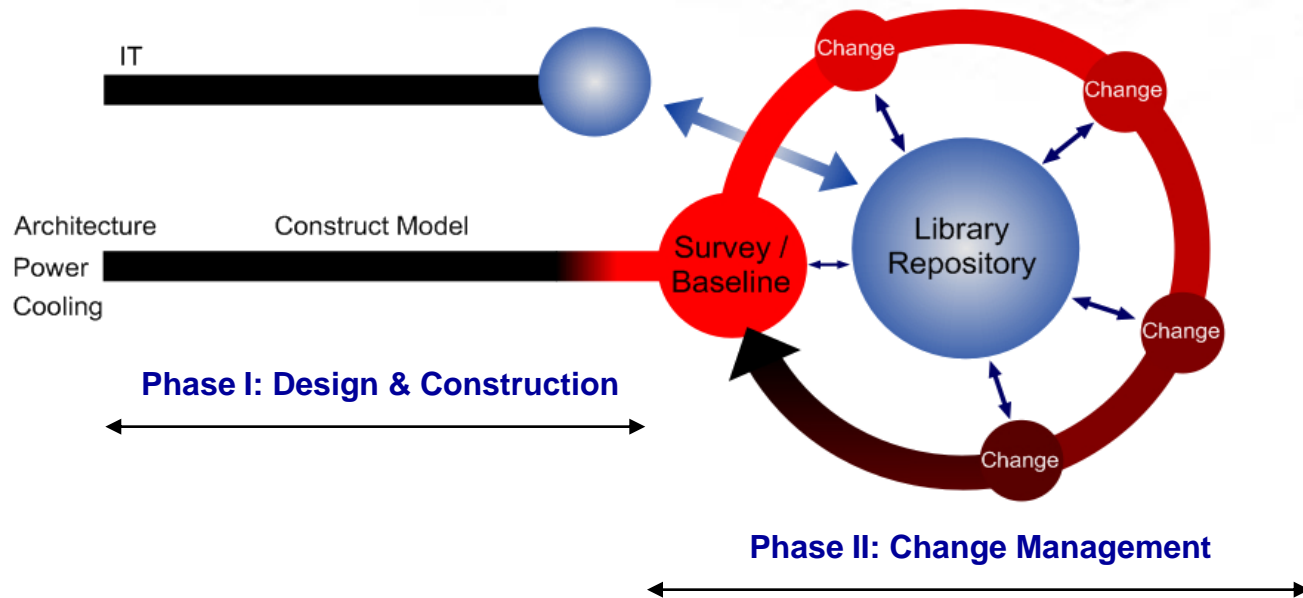 IT
Change
Change
Architecture
Construct Model
Power
Cooling
Survey /
Baseline
Library
Repository
Change
Change
Phase I: Design & Construction
Phase II: Change Management